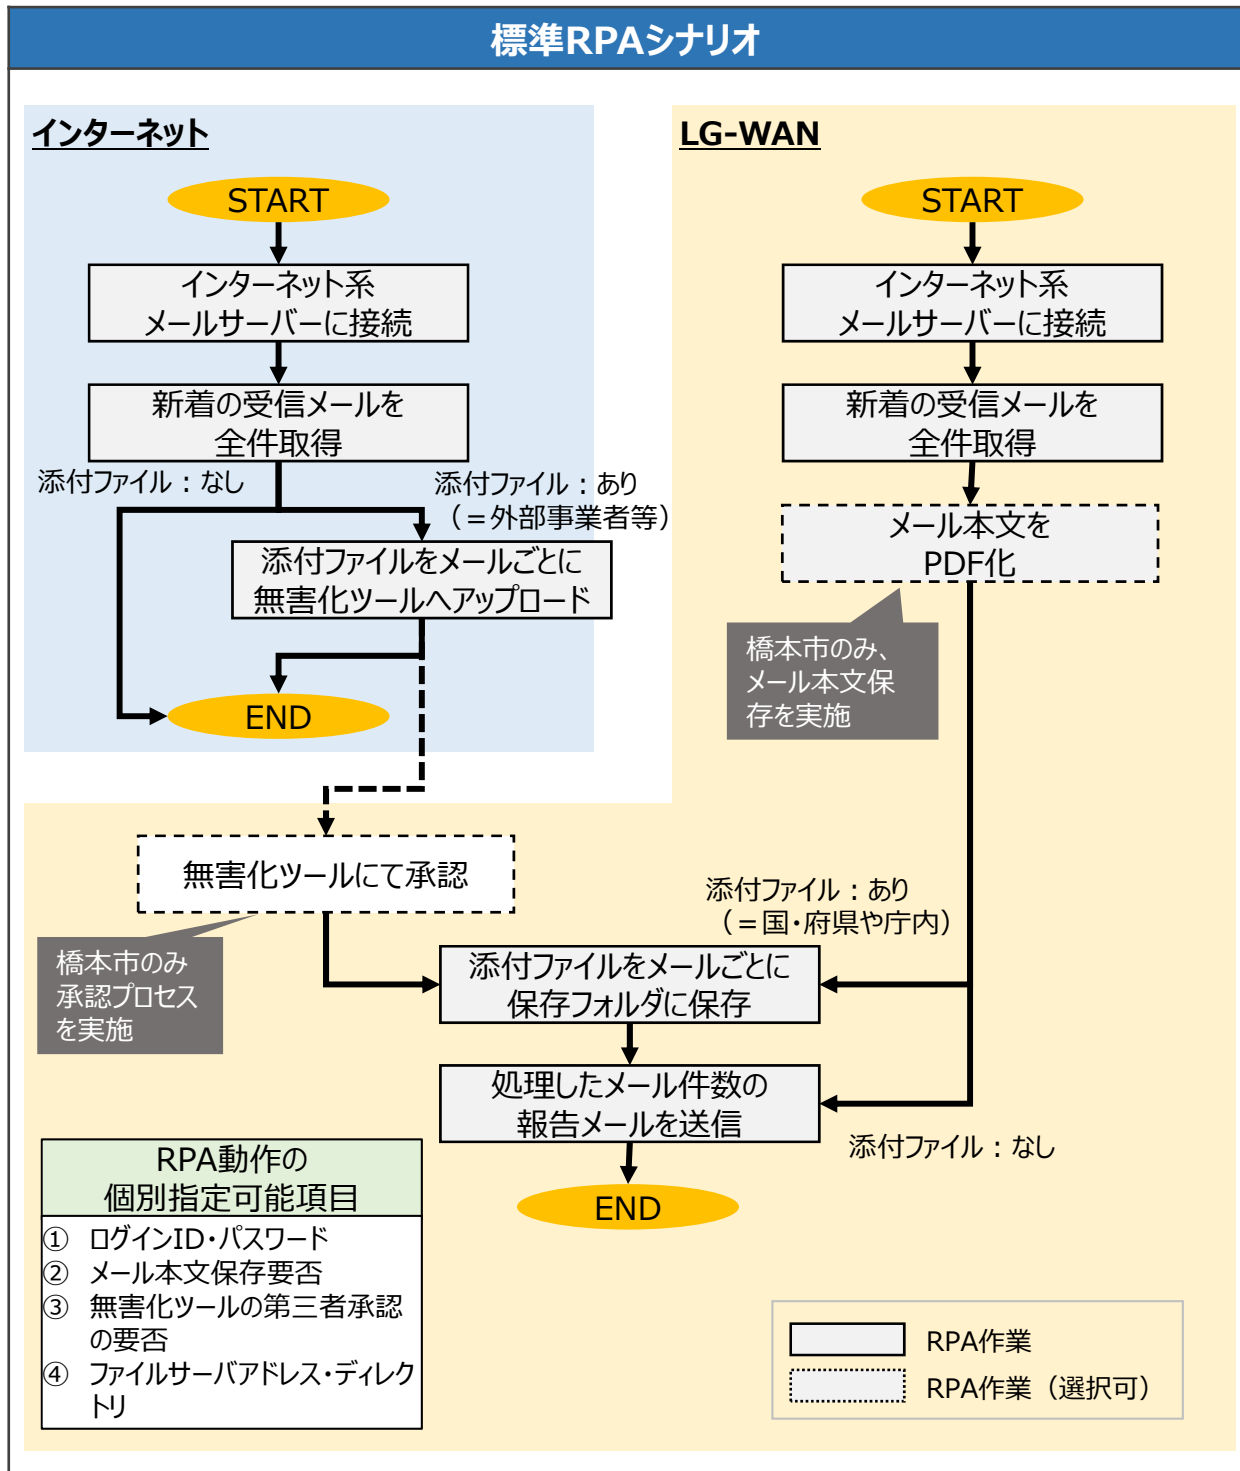 標準RPAシナリオ
インターネット
START
インターネット系
メールサーバーに接続
新着の受信メールを
全件取得
添付ファイル：なし
添付ファイル：あり
（＝外部事業者等）
添付ファイルをメールごとに
無害化ツールへアップロード
END
LG-WAN
START
インターネット系
メールサーバーに接続
新着の受信メールを
全件取得
メール本文を
PDF化
橋本市のみ、
メール本文保
存を実施
無害化ツールにて承認
橋本市のみ
承認プロセス
を実施
添付ファイル：あり
（＝国・府県や庁内）
添付ファイルをメールごとに
保存フォルダに保存
処理したメール件数の
報告メールを送信
添付ファイル：なし
END
RPA動作の
個別指定可能項目
① ログインID・パスワード
② メール本文保存要否
③ 無害化ツールの第三者承認
の要否
④ ファイルサーバアドレス・ディレク
トリ
RPA作業
RPA作業（選択可）